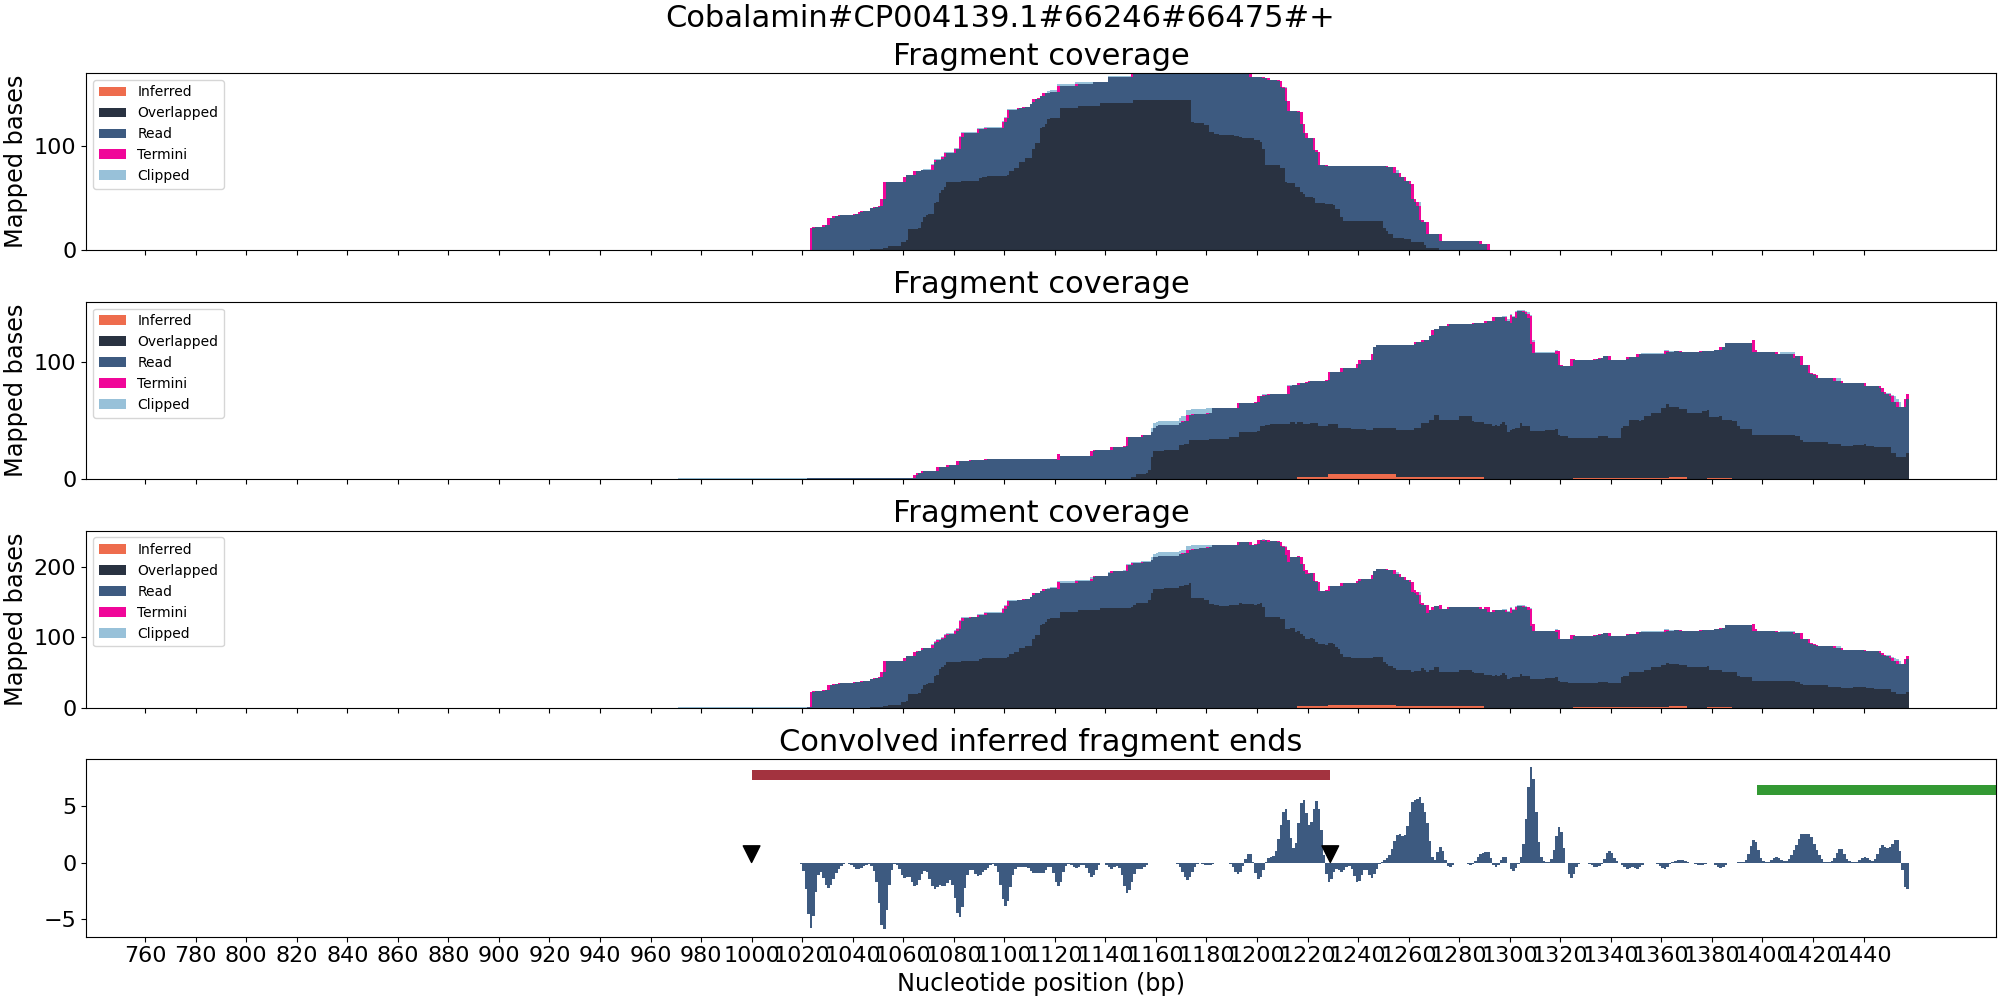 Cobalamin#CP004139.1#66246#66475#+
Fragment coverage
Mapped bases
100
0
Inferred
Overlapped
Read
Termini
Clipped
Fragment coverage
Mapped bases
100
0
Inferred
Overlapped
Read
Termini
Clipped
Fragment coverage
Mapped bases
200
100
0
Inferred
Overlapped
Read
Termini
Clipped
Convolved inferred fragment ends
5
0
−5
760 780 800 820 840 860 880 900 920 940 960 980 1000 1020 1040 1060 1080 1100 1120 1140 1160 1180 1200 1220 1240 1260 1280 1300 1320 1340 1360 1380 1400 1420 1440
Nucleotide position (bp)